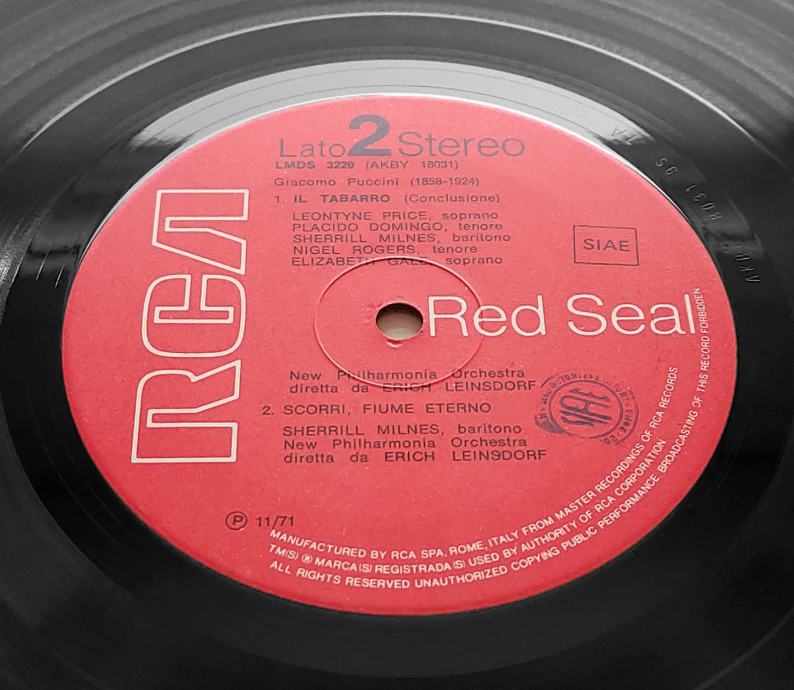 Lato 2 Stereo
LMDS 3220 (AKBY 18031)
Giacomo Puccini (1858-1924)
1. IL TABARRO (Conclusione)
LEONTYNE PRICE, soprano
PLACIDO DOMINGO, tenore
SHERRILL MILNES, baritono
NIGEL ROGERS, tenore
ELIZABETH GALE, soprano
SIAE
RCA
Red Seal
New Philharmonia Orchestra
diretta da ERICH LEINSDORF
2. SCORRI, FIUME ETERNO
SHERRILL MILNES, baritono
New Philharmonia Orchestra
diretta da ERICH LEINSDORF
Ⓟ 11/71
MANUFACTURED BY RCA SPA, ROME, ITALY FROM MASTER RECORDINGS OF RCA RECORDS
TM(S) ® MARCA(S) REGISTRADA(S) USED BY AUTHORITY OF RCA CORPORATION
ALL RIGHTS RESERVED UNAUTHORIZED COPYING PUBLIC PERFORMANCE BROADCASTING OF THIS RECORD FORBIDDEN